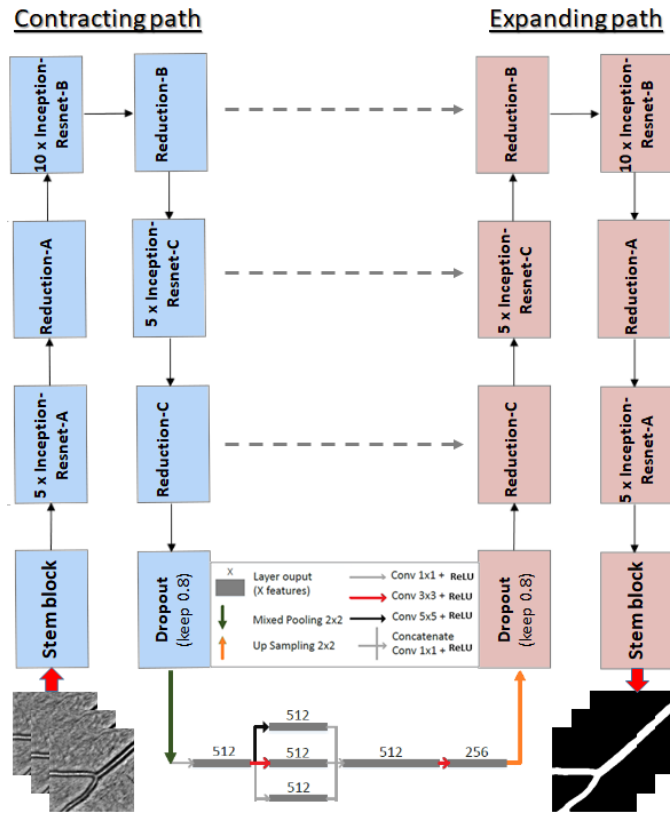 Contracting path
Expanding path
10 x Inception-
Resnet-B
Reduction-B
Reduction-B
10 x Inception-
Resnet-B
Reduction-A
5 x Inception-
Resnet-C
5 x Inception-
Resnet-C
Reduction-A
5 x Inception-
Resnet-A
Reduction-C
Reduction-C
5 x Inception-
Resnet-A
Stem block
Dropout
(keep 0.8)
X
Layer ouput
(X features)
Mixed Pooling 2x2
Up Sampling 2x2
Conv 1x1 + ReLU
Conv 3x3 + ReLU
Conv 5x5 + ReLU
Concatenate
Conv 1x1 + ReLU
Dropout
(keep 0.8)
Stem block
512
512
512
512
512
256